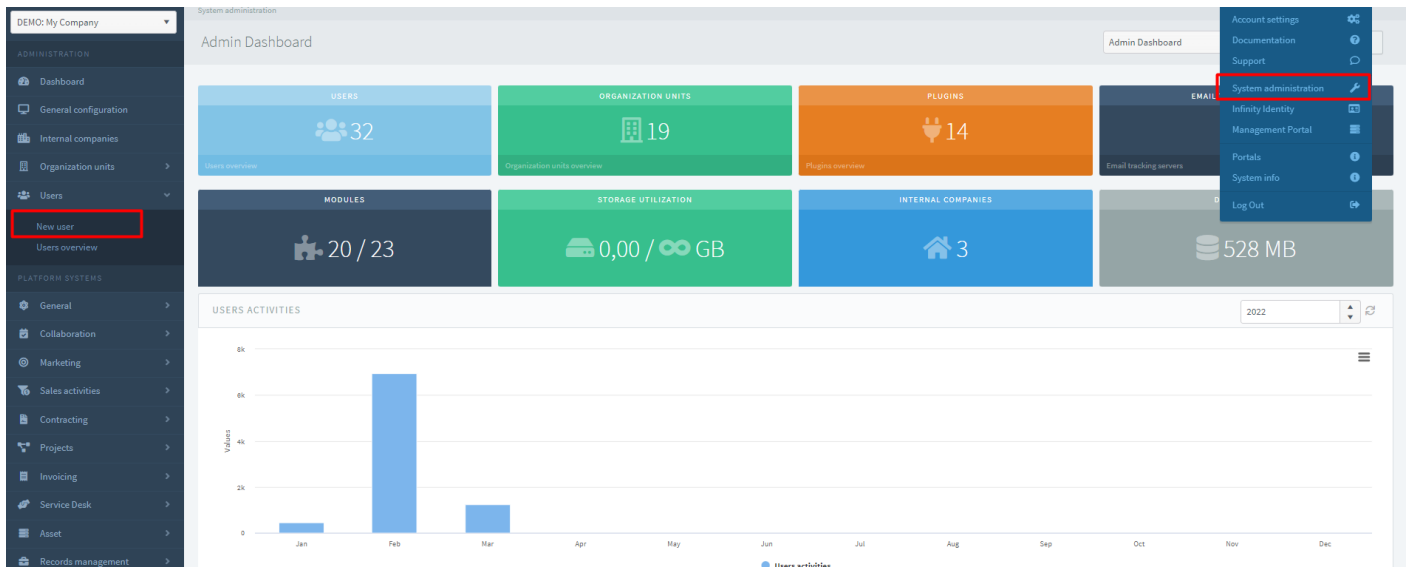 DEMO: My Company
ADMINISTRATION
Dashboard
General configuration
Internal companies
Organization units
Users
New user
Users overview
PLATFORM SYSTEMS
General
Collaboration
Marketing
Sales activities
Contracting
Projects
Invoicing
Service Desk
Asset
Records management
System administration
Admin Dashboard
Admin Dashboard
Account settings
Documentation
Support
System administration
Infinity Identity
Management Portal
Portals
System info
Log Out
USERS
32
Users overview
ORGANIZATION UNITS
19
Organization units overview
PLUGINS
14
Plugins overview
EMAIL
Email tracking servers
MODULES
20 / 23
STORAGE UTILIZATION
0,00 / ∞ GB
INTERNAL COMPANIES
3
D
528 MB
USERS ACTIVITIES
2022
8k
6k
4k
2k
0
Values
Jan Feb Mar Apr May Jun Jul Aug Sep Oct Nov Dec
Users activities